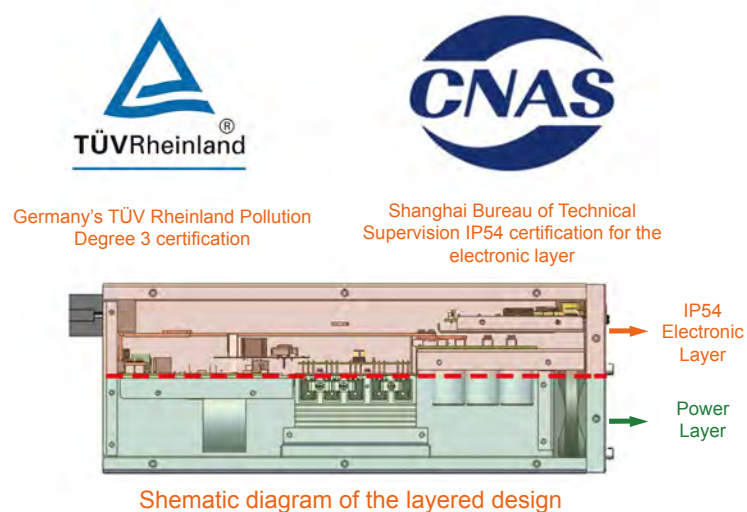 TÜVRheinland®
CNAS
Germany's TÜV Rheinland Pollution
Degree 3 certification
Shanghai Bureau of Technical
Supervision IP54 certification for the
electronic layer
IP54
Electronic
Layer
Power
Layer
Shematic diagram of the layered design